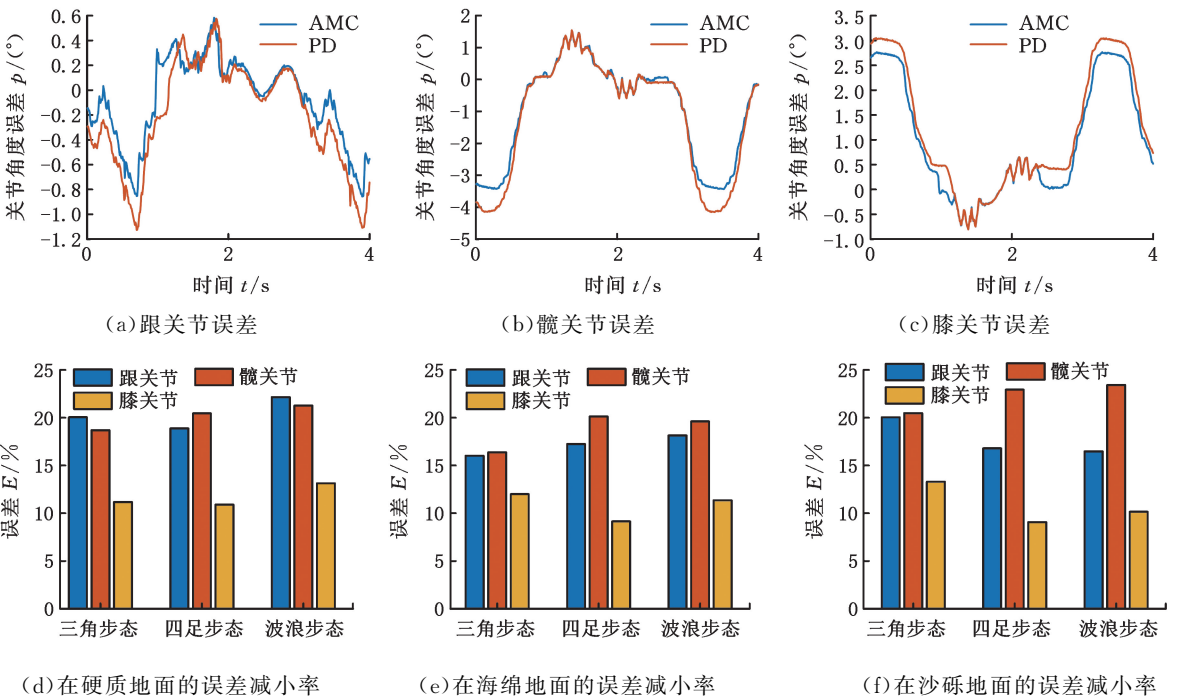 关节角度误差 p/(°)
0.6
0.4
0.2
0
−0.2
−0.4
−0.6
−0.8
−1.0
−1.2
AMC
PD
0 2 4
时间 t/s
(a)跟关节误差
关节角度误差 p/(°)
2
1
0
−1
−2
−3
−4
−5
AMC
PD
0 2 4
时间 t/s
(b)髋关节误差
关节角度误差 p/(°)
3.5
3.0
2.5
2.0
1.5
1.0
0.5
0
−0.5
−1.0
AMC
PD
0 2 4
时间 t/s
(c)膝关节误差
误差 E/%
25
20
15
10
5
0
跟关节 髋关节
膝关节
三角步态 四足步态 波浪步态
(d)在硬质地面的误差减小率
误差 E/%
25
20
15
10
5
0
跟关节 髋关节
膝关节
三角步态 四足步态 波浪步态
(e)在海绵地面的误差减小率
误差 E/%
25
20
15
10
5
0
跟关节 髋关节
膝关节
三角步态 四足步态 波浪步态
(f)在沙砾地面的误差减小率